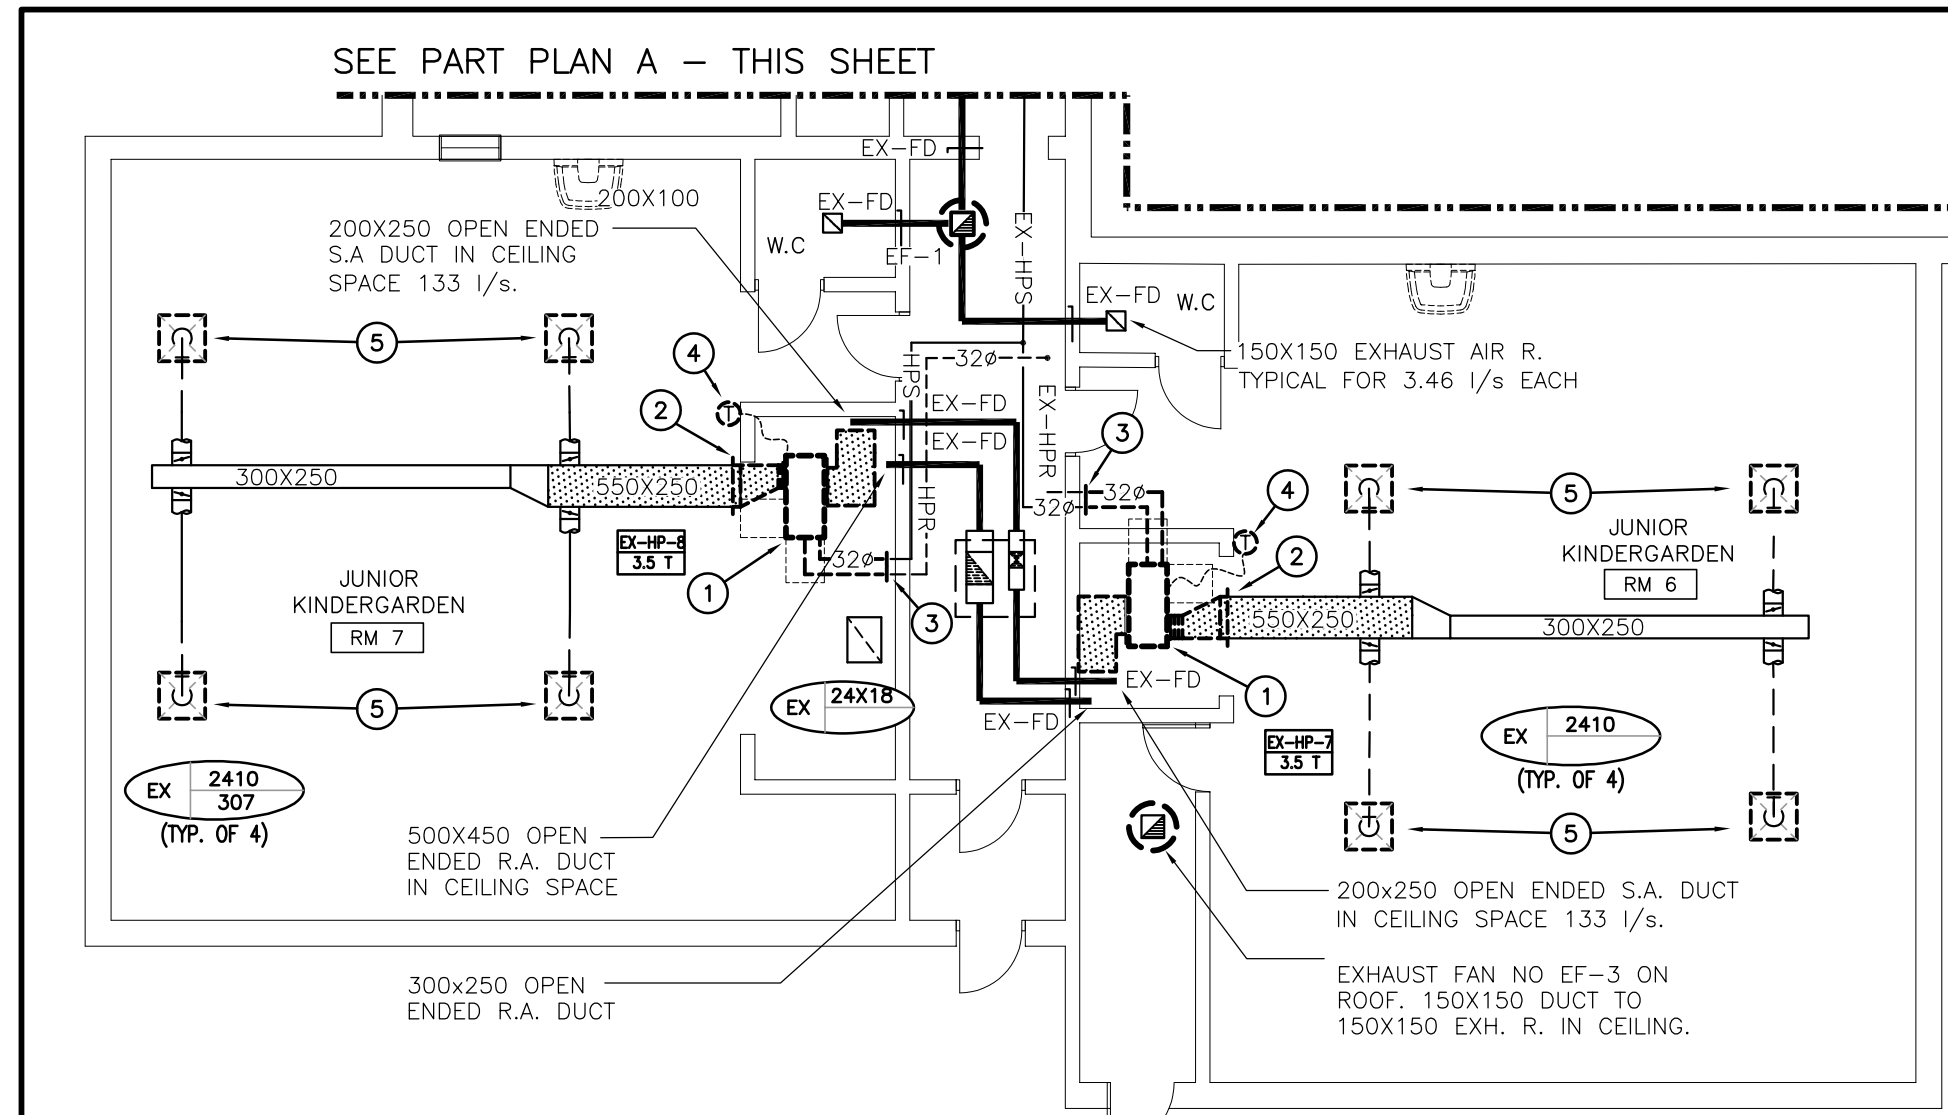 SEE PART PLAN A – THIS SHEET
EX–FD
200X100
EX–FD
W.C
EF–1
200X250 OPEN ENDED
S.A DUCT IN CEILING
SPACE 133 l/s.
EX–HPS
EX–FD
W.C
150X150 EXHAUST AIR R.
TYPICAL FOR 3.46 l/s EACH
5
4
T
2
HPS
32ø
EX–FD
EX–FD
EX–HPR
3
32ø
32ø
4
T
5
JUNIOR
KINDERGARDEN
RM 6
300X250
550X250
HPR
EX-HP-8
3.5 T
32ø
1
3
2
550X250
300X250
JUNIOR
KINDERGARDEN
RM 7
5
EX
24X18
EX–FD
EX–FD
1
EX-HP-7
3.5 T
EX
2410
(TYP. OF 4)
EX
2410
307
(TYP. OF 4)
5
500X450 OPEN
ENDED R.A. DUCT
IN CEILING SPACE
200x250 OPEN ENDED S.A. DUCT
IN CEILING SPACE 133 l/s.
300x250 OPEN
ENDED R.A. DUCT
EXHAUST FAN NO EF–3 ON
ROOF. 150X150 DUCT TO
150X150 EXH. R. IN CEILING.